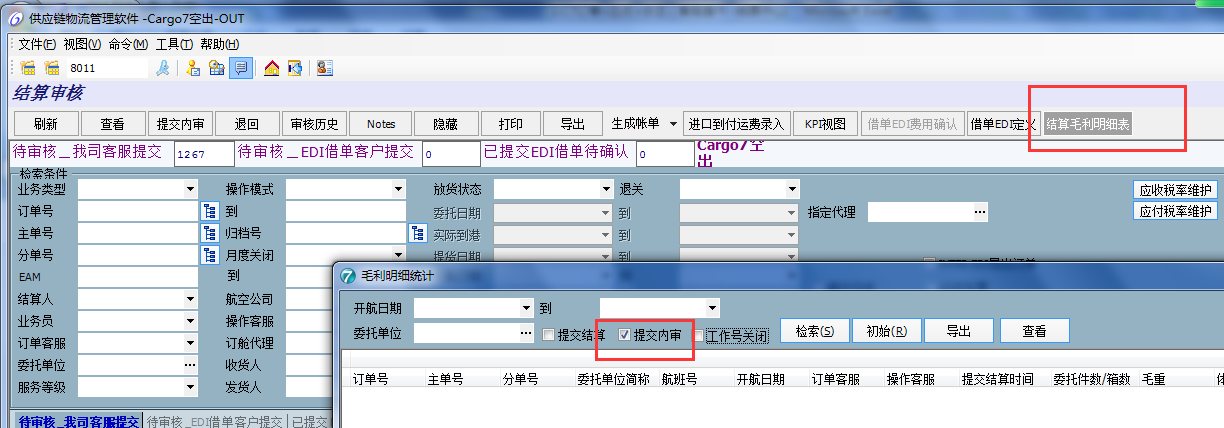 供应链物流管理软件 -Cargo7空出-OUT
文件(F) 视图(V) 命令(M) 工具(T) 帮助(H)
8011
结算审核
刷新 查看 提交内审 退回 审核历史 Notes 隐藏 打印 导出 生成帐单 进口到付运费录入 KPI视图 借单EDI费用确认 借单EDI定义 结算毛利明细表
待审核__我司客服提交 1267 待审核__EDI借单客户提交 0 已提交EDI借单待确认 0 Cargo7空出
检索条件
业务类型 操作模式 放货状态 退关 应收税率维护
订单号 到 委托日期 到 指定代理 应付税率维护
主单号 归档号 实际到港 到
分单号 月度关闭 提货日期 到
EAM 到
结算人 航空公司
业务员 操作客服
订单客服 订舱代理
委托单位 收货人
服务等级 发货人
待审核_我司客服提交 待审核_EDI借单客户提交 已提交
毛利明细统计
开航日期 到
委托单位 提交结算 提交内审 工作号关闭 检索(S) 初始(R) 导出 查看
订单号 主单号 分单号 委托单位简称 航班号 开航日期 订单客服 操作客服 提交结算时间 委托件数/箱数 毛重